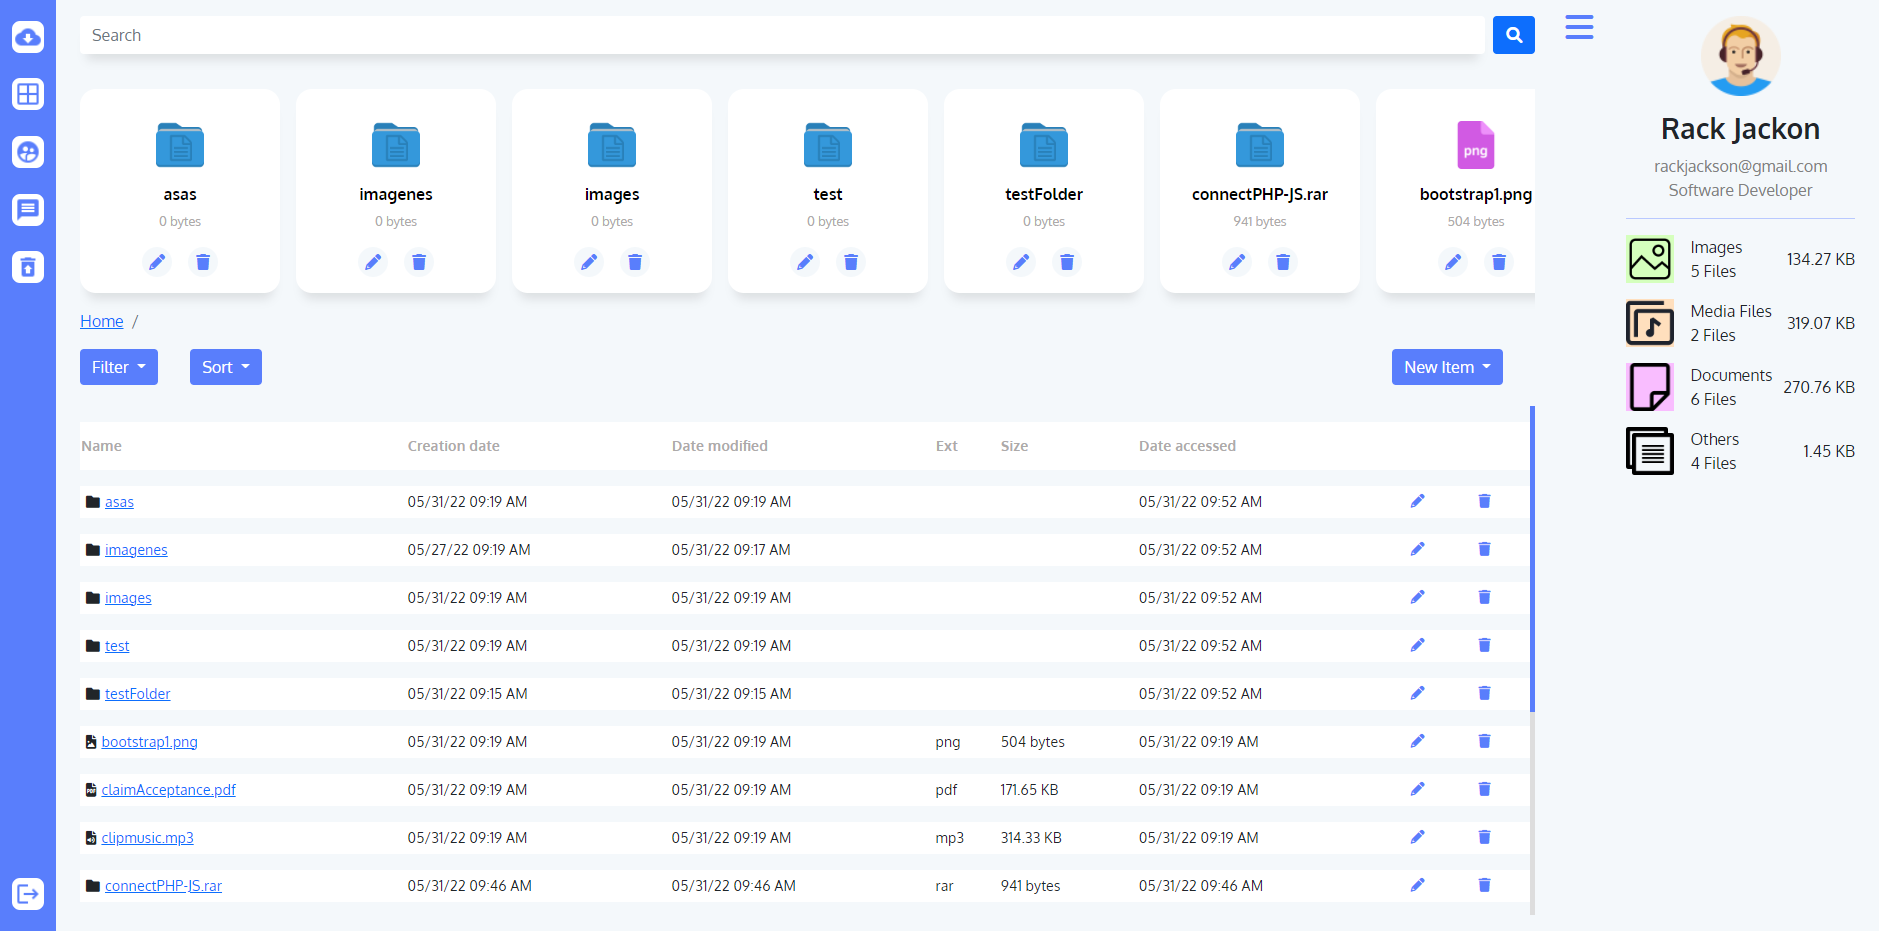 Search
asas
0 bytes
imagenes
0 bytes
images
0 bytes
test
0 bytes
testFolder
0 bytes
connectPHP-JS.rar
941 bytes
png
bootstrap1.png
504 bytes
Home /
Filter Sort New Item
Name Creation date Date modified Ext Size Date accessed
asas 05/31/22 09:19 AM 05/31/22 09:19 AM 05/31/22 09:52 AM
imagenes 05/27/22 09:19 AM 05/31/22 09:17 AM 05/31/22 09:52 AM
images 05/31/22 09:19 AM 05/31/22 09:19 AM 05/31/22 09:52 AM
test 05/31/22 09:19 AM 05/31/22 09:19 AM 05/31/22 09:52 AM
testFolder 05/31/22 09:15 AM 05/31/22 09:15 AM 05/31/22 09:52 AM
bootstrap1.png 05/31/22 09:19 AM 05/31/22 09:19 AM png 504 bytes 05/31/22 09:19 AM
PDF claimAcceptance.pdf 05/31/22 09:19 AM 05/31/22 09:19 AM pdf 171.65 KB 05/31/22 09:19 AM
clipmusic.mp3 05/31/22 09:19 AM 05/31/22 09:19 AM mp3 314.33 KB 05/31/22 09:19 AM
connectPHP-JS.rar 05/31/22 09:46 AM 05/31/22 09:46 AM rar 941 bytes 05/31/22 09:46 AM
Rack Jackon
rackjackson@gmail.com
Software Developer
Images
5 Files
134.27 KB
Media Files
2 Files
319.07 KB
Documents
6 Files
270.76 KB
Others
4 Files
1.45 KB